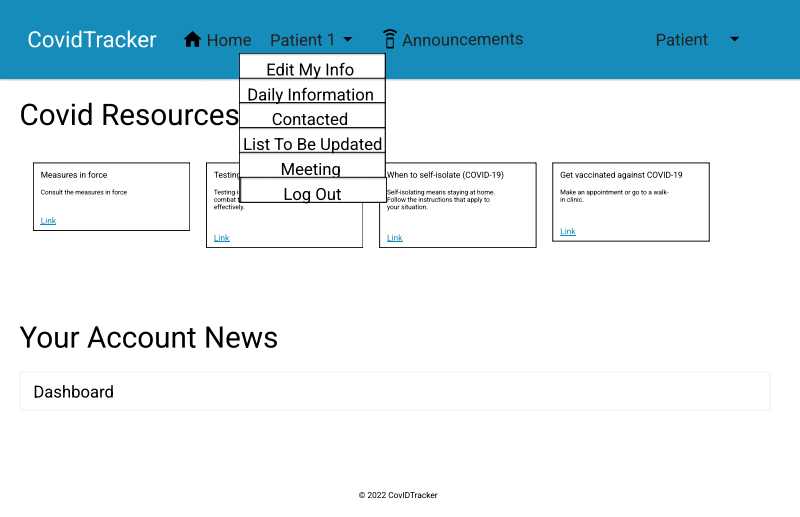 CovidTracker
Home
Patient 1
Announcements
Patient
Edit My Info
Daily Information
Contacted
List To Be Updated
Meeting
Log Out
Covid Resources
Measures in force
Consult the measures in force
Link
Testing
Testing
combat
effectively.
Link
When to self-isolate (COVID-19)
Self-isolating means staying at home.
Follow the instructions that apply to
your situation.
Link
Get vaccinated against COVID-19
Make an appointment or go to a walk-
in clinic.
Link
Your Account News
Dashboard
© 2022 CovIDTracker